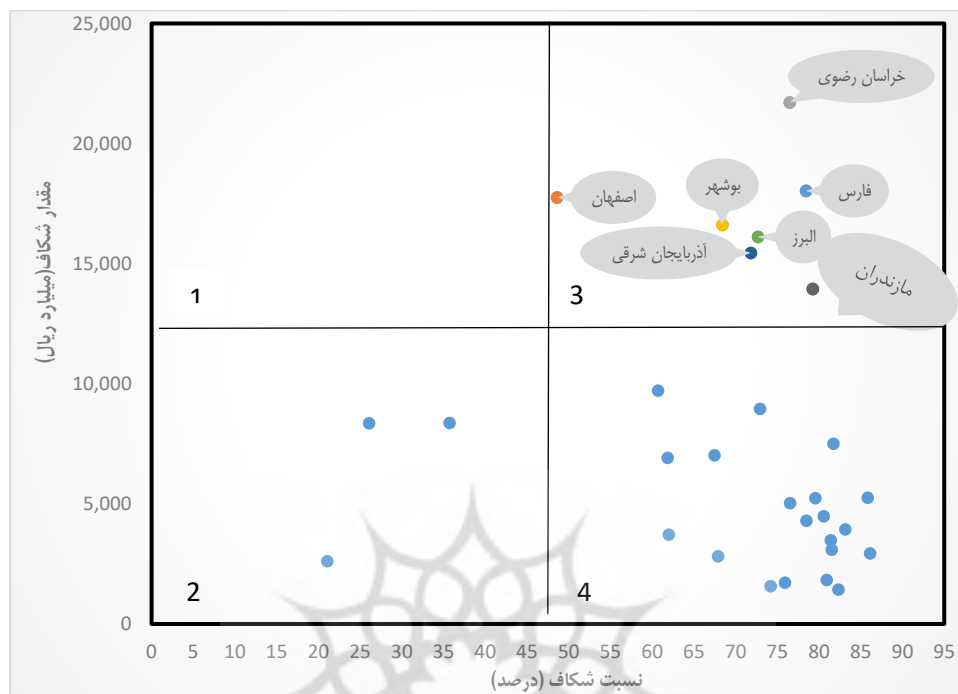 25,000
20,000
15,000
10,000
5,000
0
مقدار شکاف(میلیارد ریال)
خراسان رضوی
فارس
بوشهر
اصفهان
البرز
آذربایجان شرقی
مازندران
1
3
2
4
0 5 10 15 20 25 30 35 40 45 50 55 60 65 70 75 80 85 90 95
نسبت شکاف (درصد)